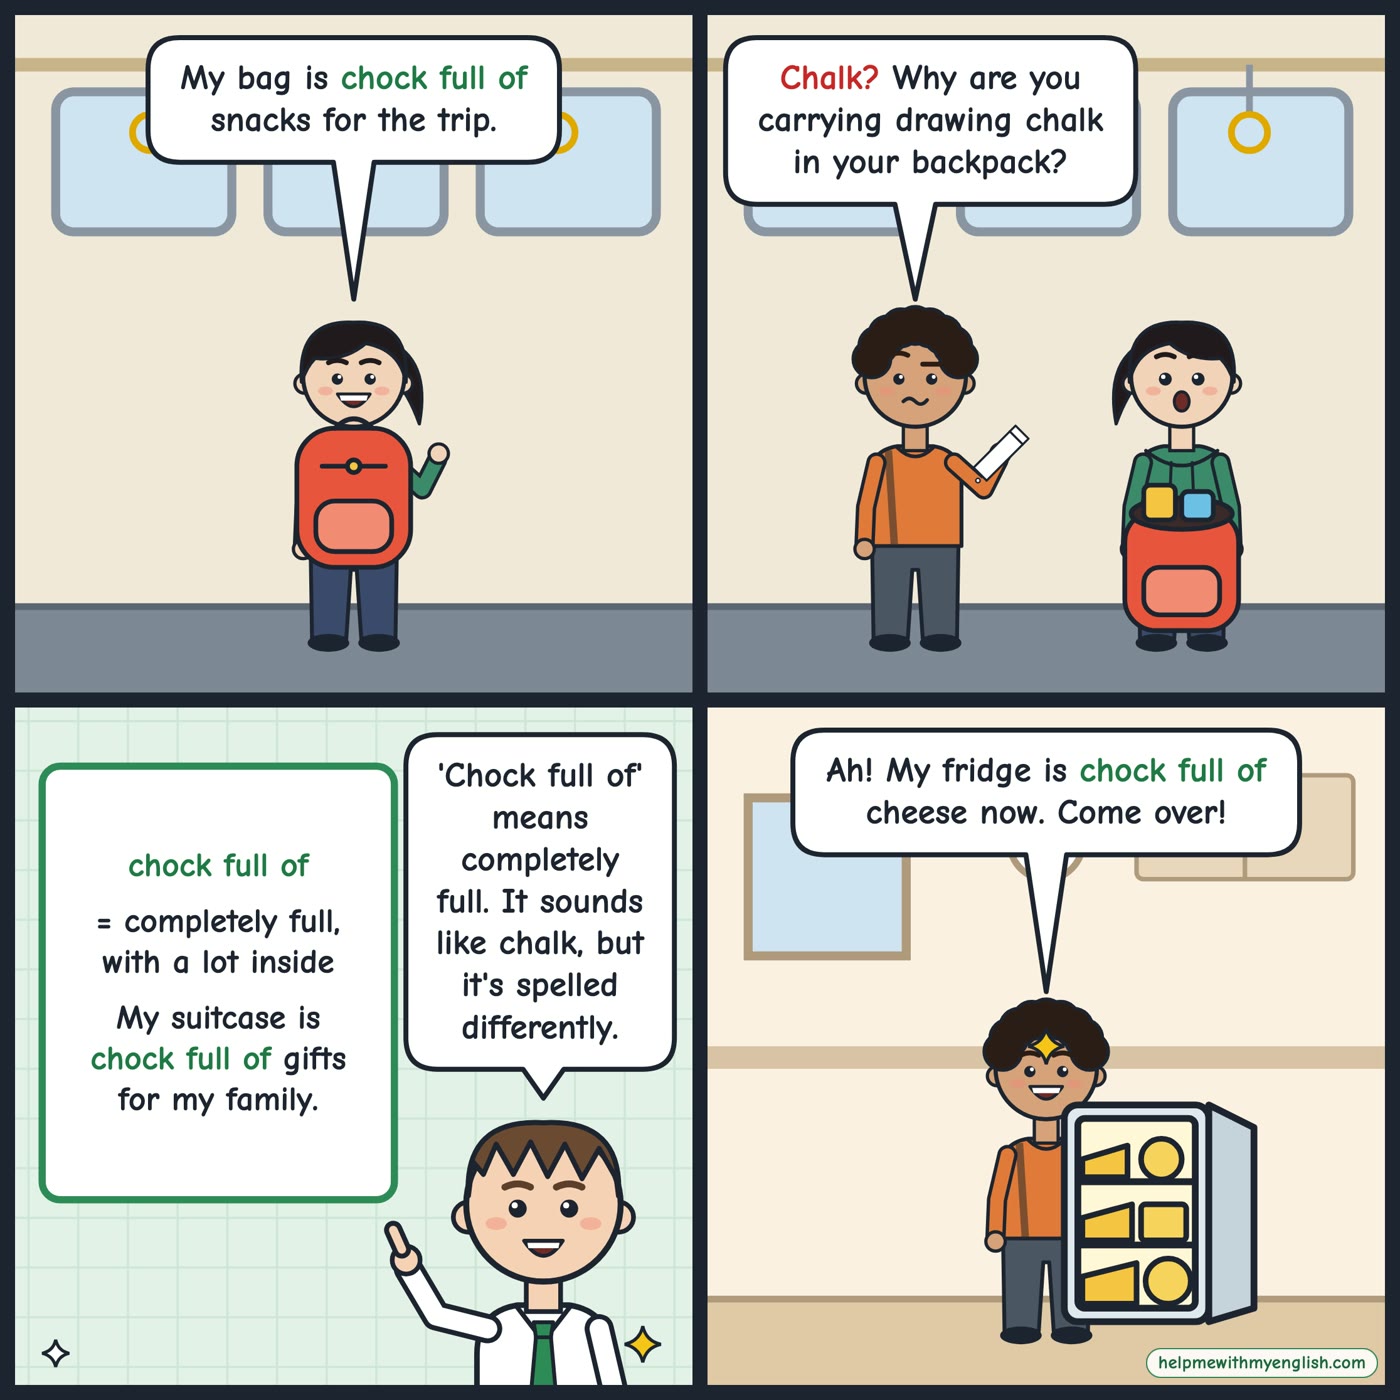 My bag is chock full of
snacks for the trip.
Chalk? Why are you
carrying drawing chalk
in your backpack?
chock full of
= completely full,
with a lot inside
My suitcase is
chock full of gifts
for my family.
'Chock full of'
means
completely
full. It sounds
like chalk, but
it's spelled
differently.
Ah! My fridge is chock full of
cheese now. Come over!
helpmewithmyenglish.com